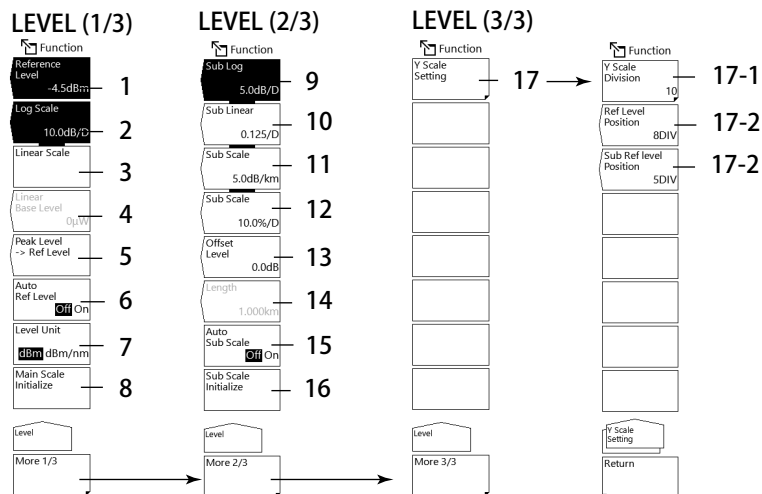 LEVEL (1/3)
Function
Reference
Level
-4.5dBm
1
Log Scale
10.0dB/D
2
Linear Scale
3
Linear
Base Level
0µW
4
Peak Level
-> Ref Level
5
Auto
Ref Level
Off On
6
Level Unit
dBm dBm/nm
7
Main Scale
Initialize
8
Level
More 1/3
LEVEL (2/3)
Function
Sub Log
5.0dB/D
9
Sub Linear
0.125/D
10
Sub Scale
5.0dB/km
11
Sub Scale
10.0%/D
12
Offset
Level
0.0dB
13
Length
1.000km
14
Auto
Sub Scale
Off On
15
Sub Scale
Initialize
16
Level
More 2/3
LEVEL (3/3)
Function
Y Scale
Setting
17
Level
More 3/3
Function
Y Scale
Division
10
17-1
Ref Level
Position
8DIV
17-2
Sub Ref level
Position
5DIV
17-2
Y Scale
Setting
Return